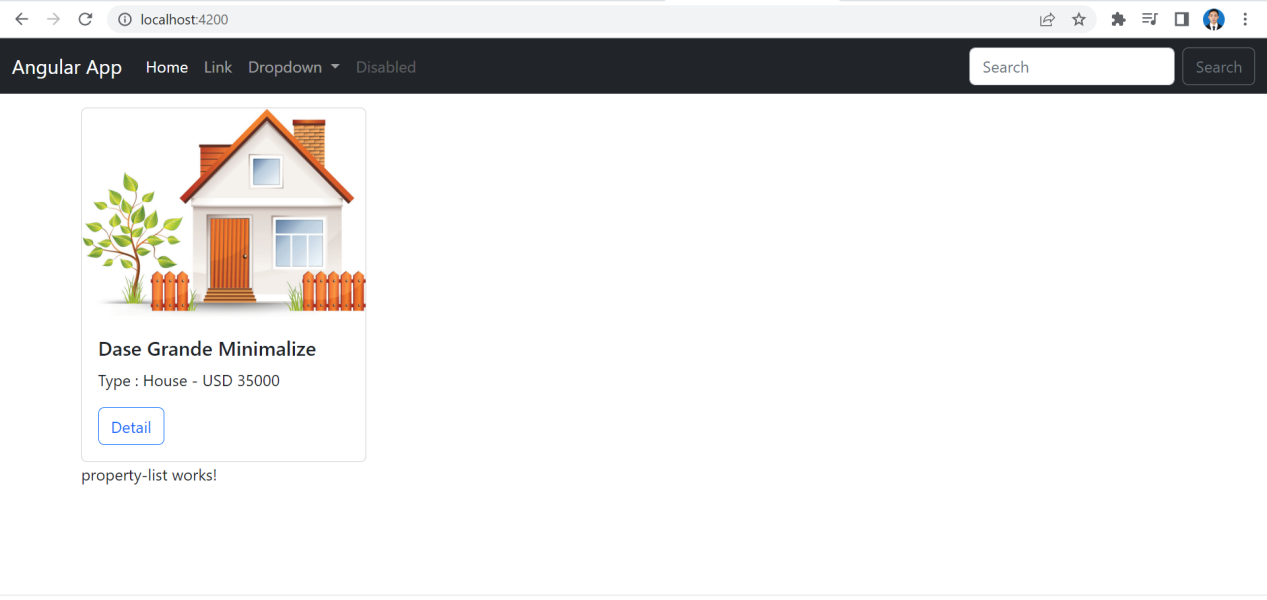 localhost:4200
Angular App Home Link Dropdown Disabled Search Search
Dase Grande Minimalize
Type : House - USD 35000
Detail
property-list works!